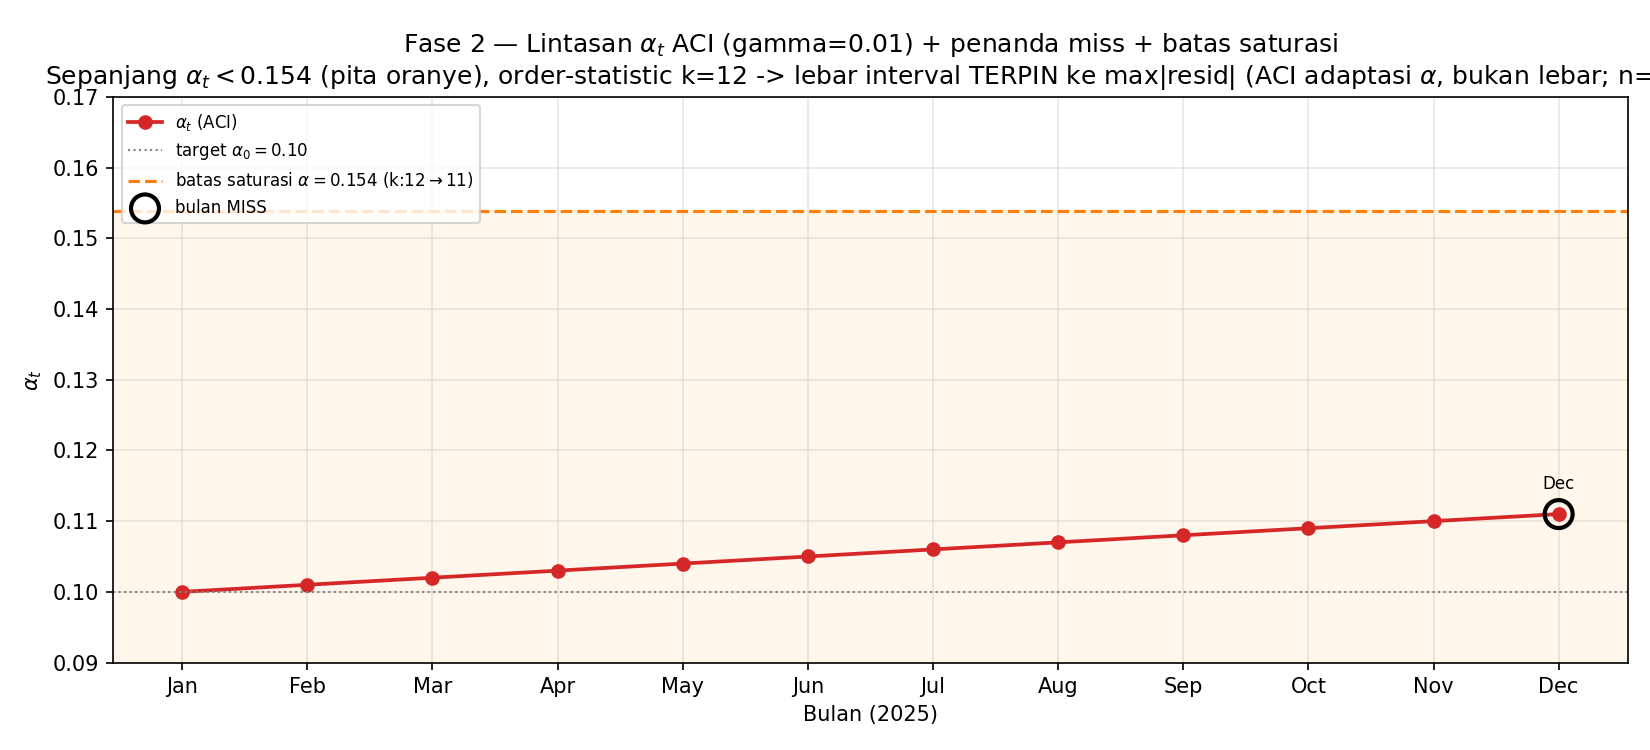 Fase 2 — Lintasan αt ACI (gamma=0.01) + penanda miss + batas saturasi
Sepanjang αt < 0.154 (pita oranye), order-statistic k=12 -> lebar interval TERPIN ke max|resid| (ACI adaptasi α, bukan lebar; n=
αt (ACI)
target α0 = 0.10
batas saturasi α = 0.154 (k:12→11)
bulan MISS
0.17
0.16
0.15
0.14
0.13
0.12
0.11
0.10
0.09
αt
Dec
Jan Feb Mar Apr May Jun Jul Aug Sep Oct Nov Dec
Bulan (2025)